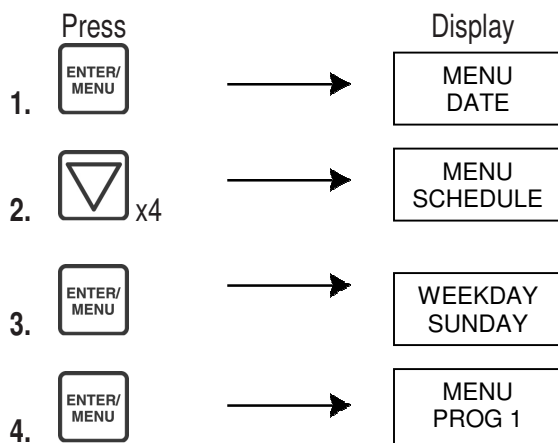 Press Display
ENTER/
MENU
MENU
DATE
1.
MENU
SCHEDULE
2. x4
ENTER/
MENU
WEEKDAY
SUNDAY
3.
ENTER/
MENU
MENU
PROG 1
4.